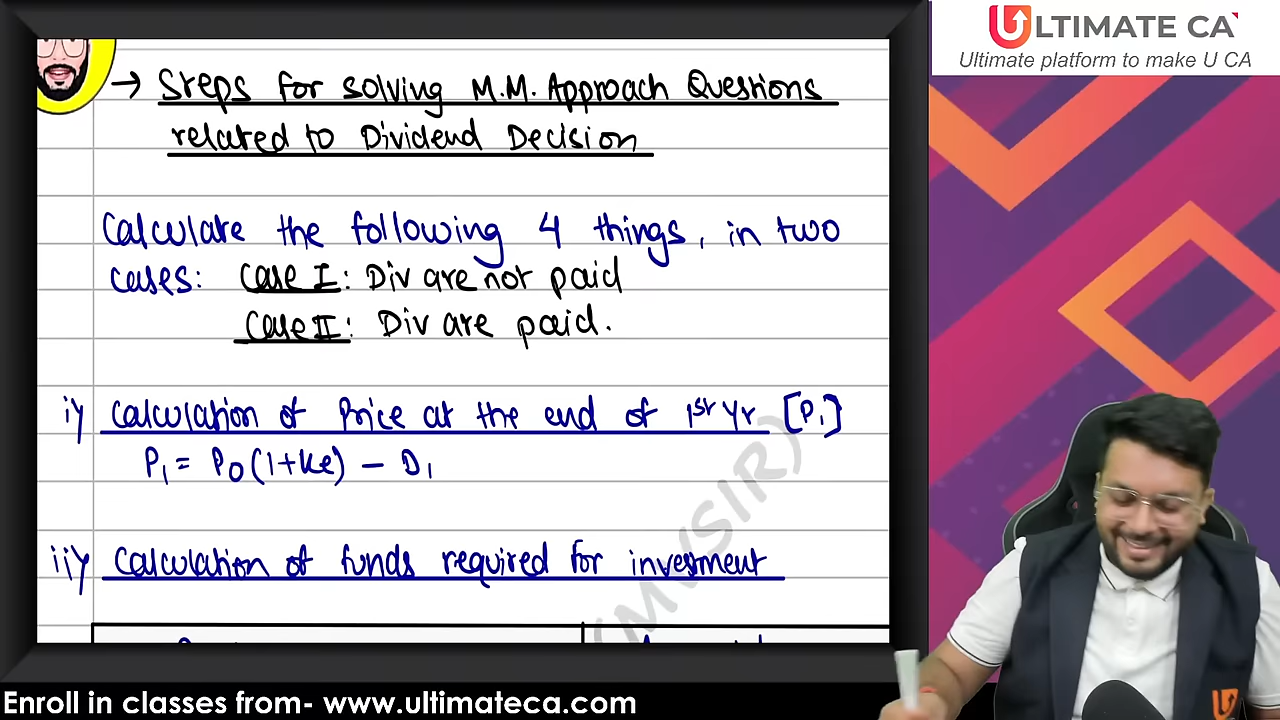 ULTIMATE CA
Ultimate platform to make U CA
→ Steps for solving M.M. Approach Questions
related to Dividend Decision
Calculate the following 4 things, in two
cases: Case I: Div are not paid
Case II: Div are paid.
i) Calculation of Price at the end of 1st Yr [P₁]
P₁ = P₀(1+Ke) – D₁
ii) Calculation of funds required for investment
(MVSIR)
Enroll in classes from- www.ultimateca.com